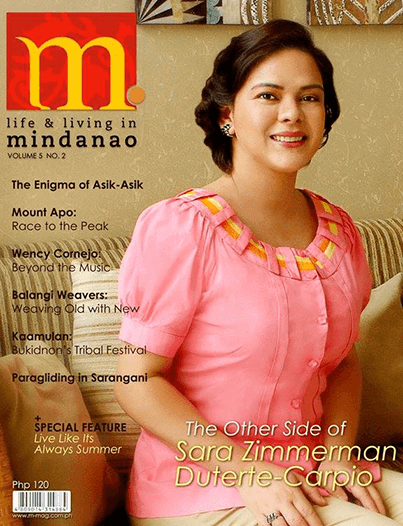 m.
life & living in
mindanao
VOLUME 5 NO. 2
The Enigma of Asik-Asik
Mount Apo:
Race to the Peak
Wency Cornejo:
Beyond the Music
Balangi Weavers:
Weaving Old with New
Kaamulan:
Bukidnon's Tribal Festival
Paragliding in Sarangani
+
SPECIAL FEATURE
Live Like Its
Always Summer
The Other Side of
Sara Zimmerman
Duterte-Carpio
Php 120
www.m-mag.com.ph